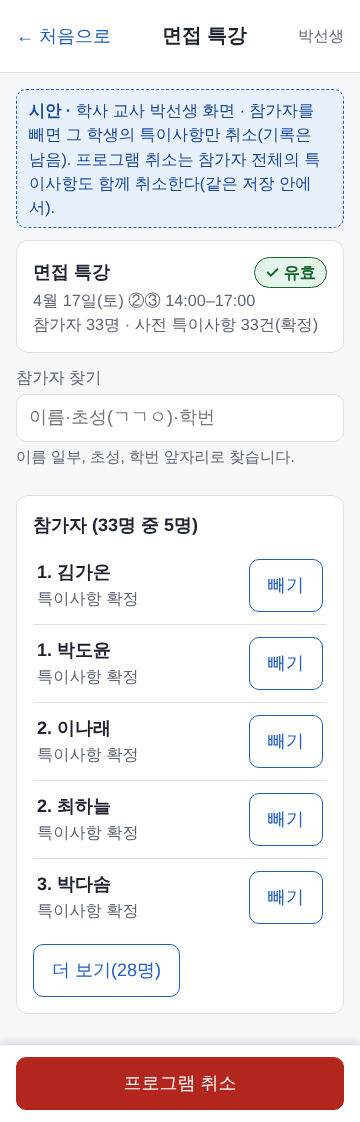 ← 처음으로
면접 특강
박선생
시안 · 학사 교사 박선생 화면 · 참가자를
빼면 그 학생의 특이사항만 취소(기록은
남음). 프로그램 취소는 참가자 전체의 특
이사항도 함께 취소한다(같은 저장 안에
서).
면접 특강
✓ 유효
4월 17일(토) ②③ 14:00–17:00
참가자 33명 · 사전 특이사항 33건(확정)
참가자 찾기
이름·초성(ㄱㄱㅇ)·학번
이름 일부, 초성, 학번 앞자리로 찾습니다.
참가자 (33명 중 5명)
1. 김가온
특이사항 확정
빼기
1. 박도윤
특이사항 확정
빼기
2. 이나래
특이사항 확정
빼기
2. 최하늘
특이사항 확정
빼기
3. 박다솜
특이사항 확정
빼기
더 보기(28명)
프로그램 취소